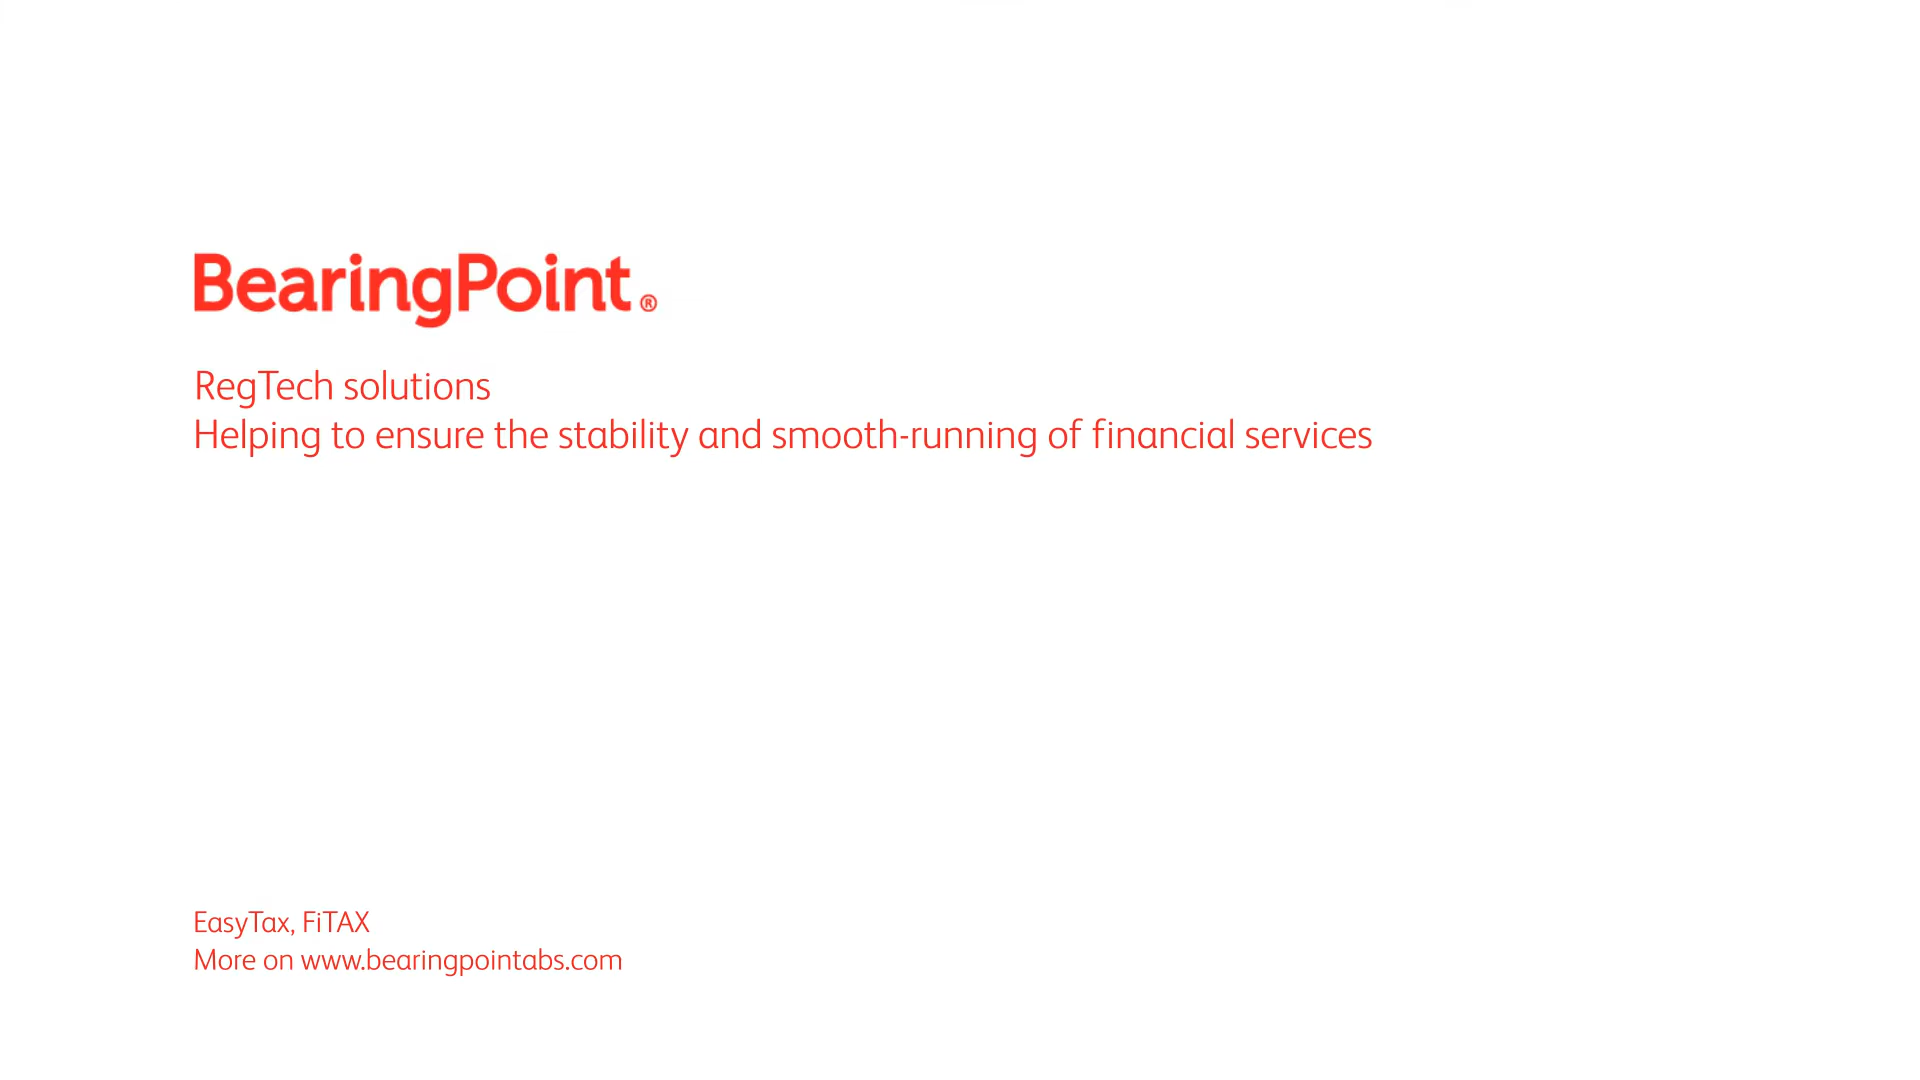 BearingPoint®
RegTech solutions
Helping to ensure the stability and smooth-running of financial services
EasyTax, FiTAX
More on www.bearingpointabs.com